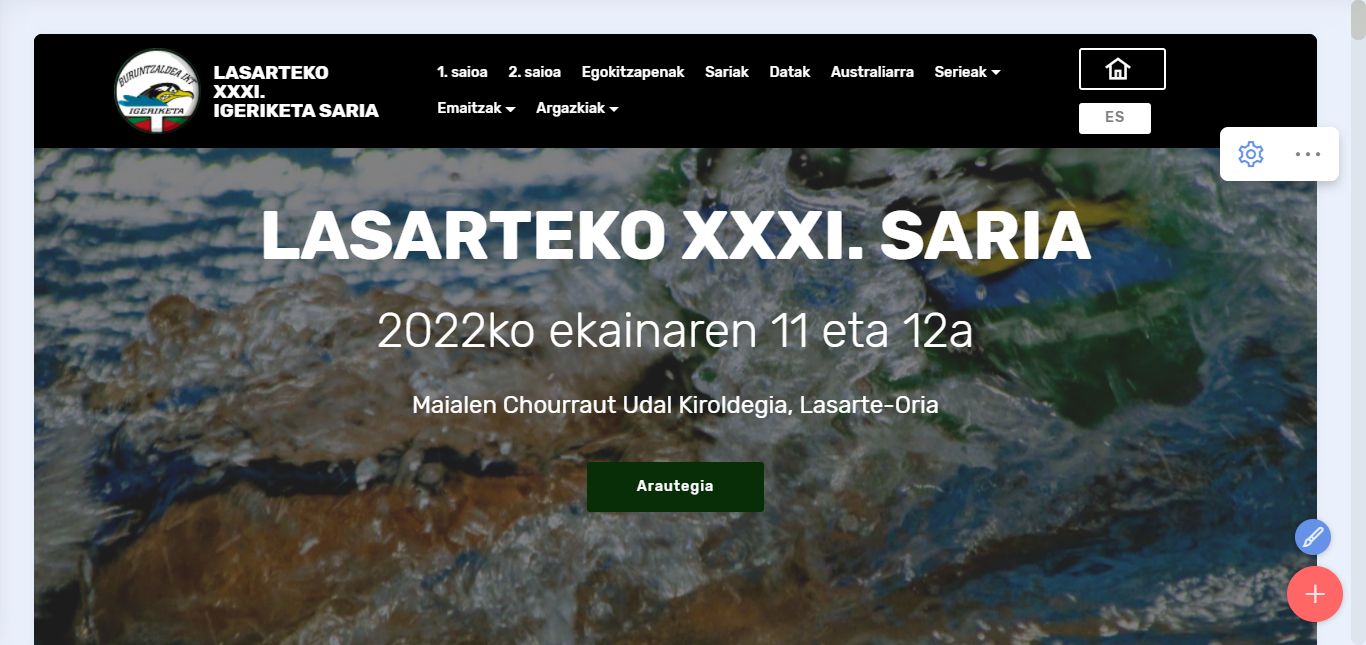 BURUNTZALDEA IKT
IGERIKETA
LASARTEKO
XXXI.
IGERIKETA SARIA
1. saioa 2. saioa Egokitzapenak Sariak Datak Australiarra Serieak
Emaitzak Argazkiak
ES
LASARTEKO XXXI. SARIA
2022ko ekainaren 11 eta 12a
Maialen Chourraut Udal Kiroldegia, Lasarte-Oria
Arautegia